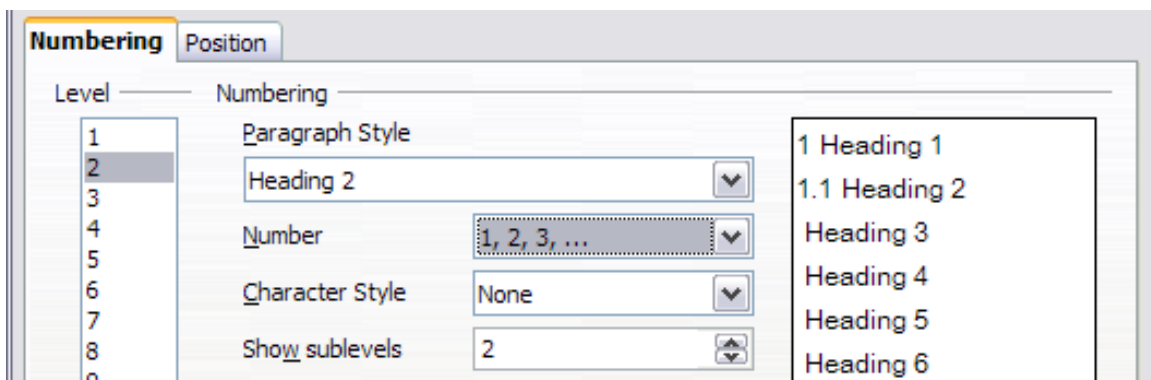 Numbering Position
Level Numbering
1
2
3
4
5
6
7
8
9
Paragraph Style
Heading 2
Number 1, 2, 3, ...
Character Style None
Show sublevels 2
1 Heading 1
1.1 Heading 2
Heading 3
Heading 4
Heading 5
Heading 6